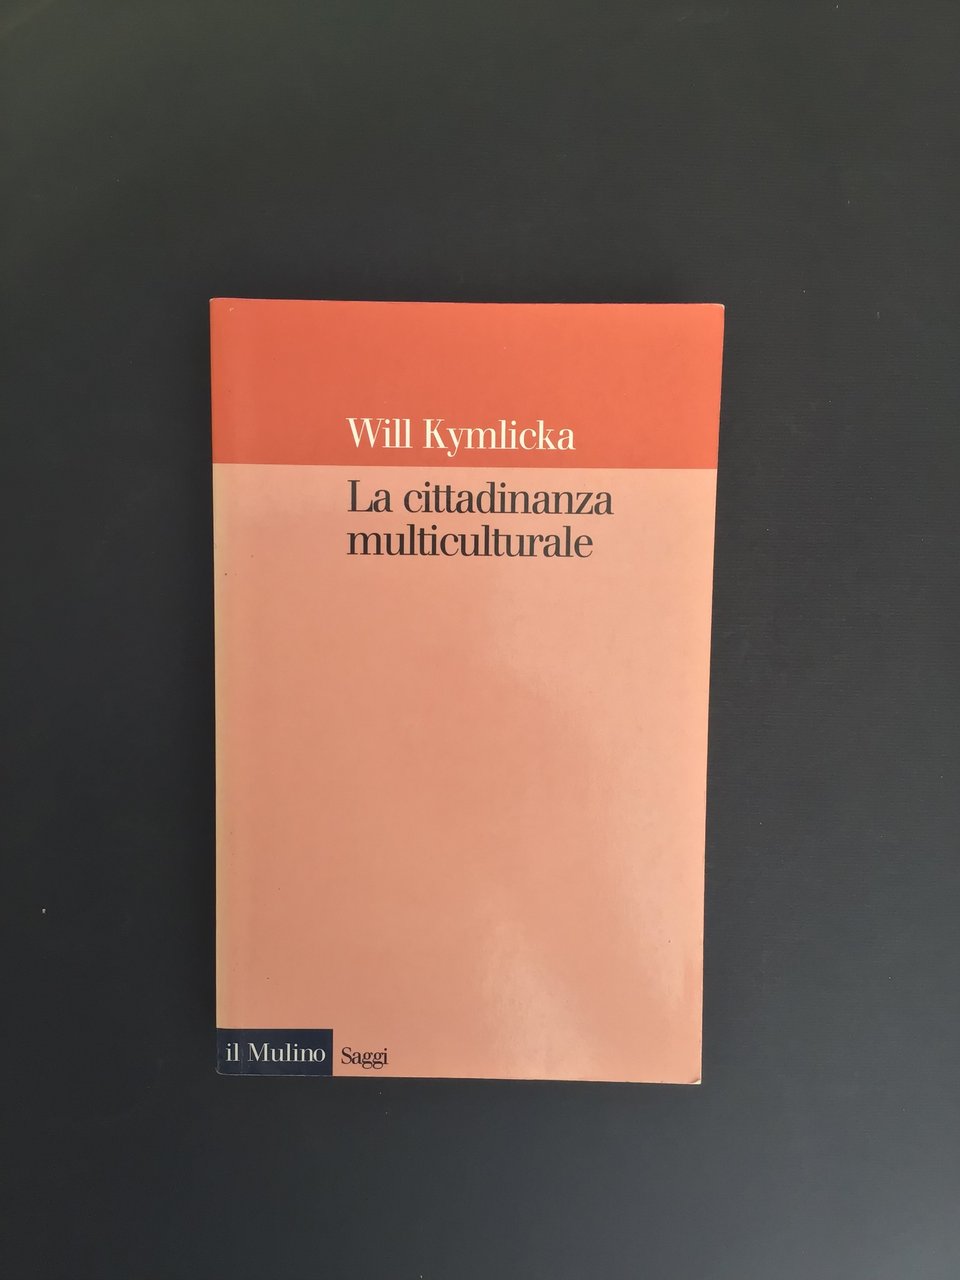 Will Kymlicka
La cittadinanza
multiculturale
il Mulino Saggi